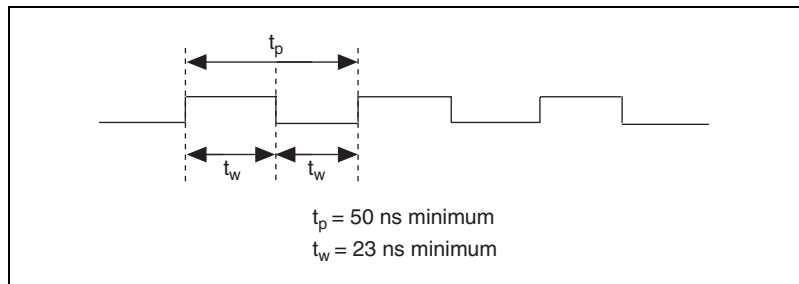 tp
tw tw
tp = 50 ns minimum
tw = 23 ns minimum